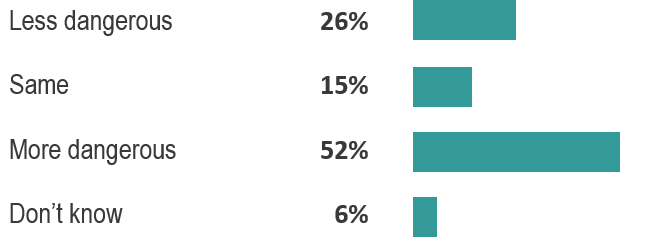 Less dangerous 26%
Same 15%
More dangerous 52%
Don’t know 6%